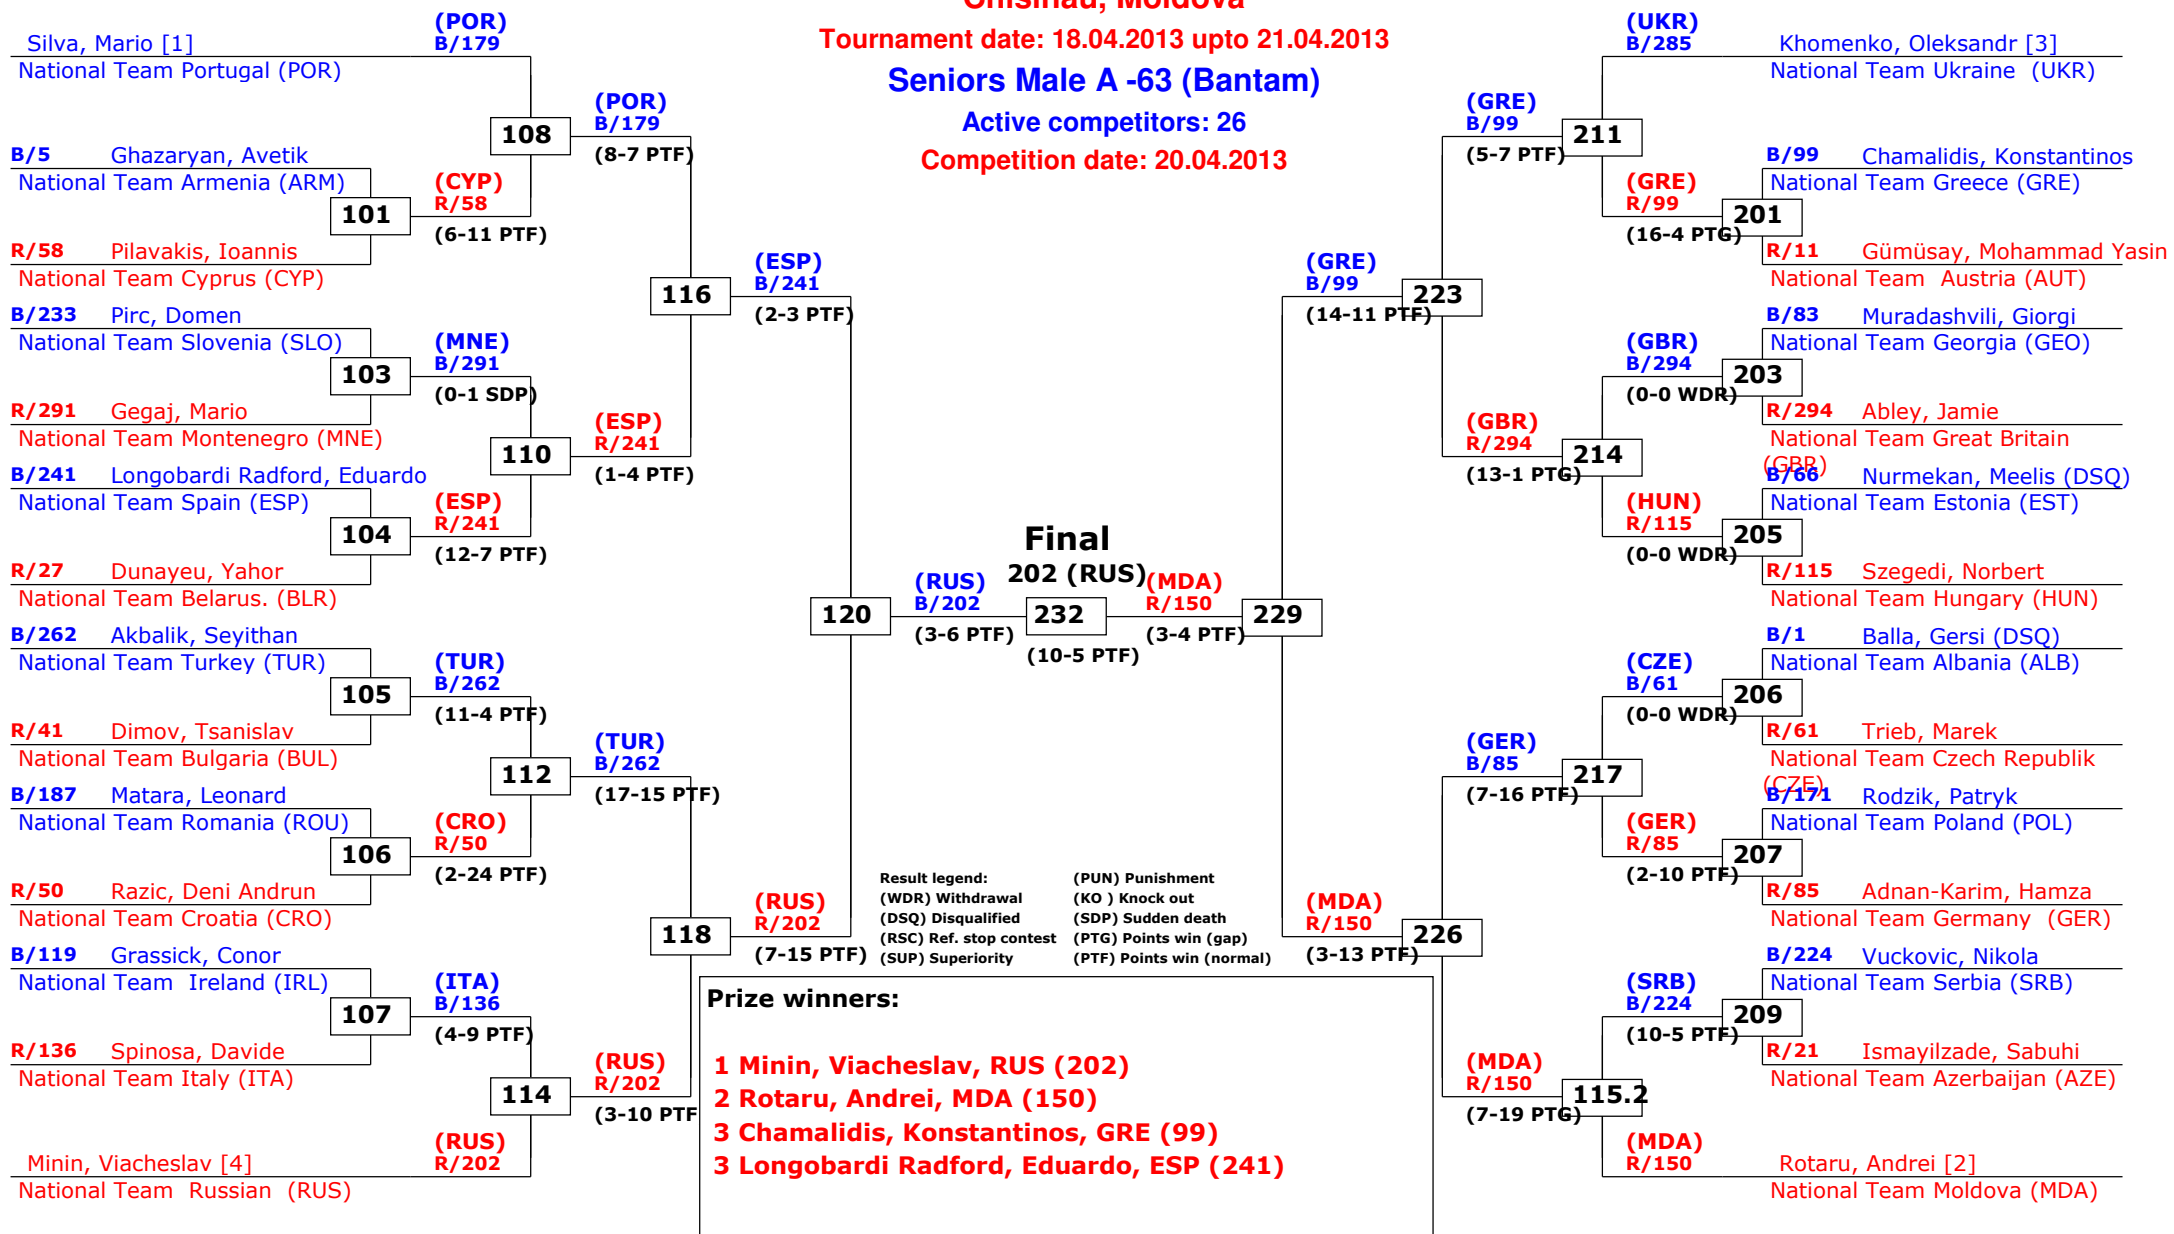 Chisinau, Moldova
Tournament date: 18.04.2013 upto 21.04.2013
Seniors Male A -63 (Bantam)
Active competitors: 26
Competition date: 20.04.2013
Silva, Mario [1]
(POR)
B/179
National Team Portugal (POR)
B/5 Ghazaryan, Avetik
National Team Armenia (ARM)
101
R/58 Pilavakis, Ioannis
National Team Cyprus (CYP)
(CYP)
R/58
(6-11 PTF)
108
(POR)
B/179
(8-7 PTF)
B/233 Pirc, Domen
National Team Slovenia (SLO)
103
R/291 Gegaj, Mario
National Team Montenegro (MNE)
(MNE)
B/291
(0-1 SDP)
B/241 Longobardi Radford, Eduardo
National Team Spain (ESP)
104
R/27 Dunayeu, Yahor
National Team Belarus. (BLR)
(ESP)
R/241
(12-7 PTF)
110
(ESP)
R/241
(1-4 PTF)
116
(ESP)
B/241
(2-3 PTF)
B/262 Akbalik, Seyithan
National Team Turkey (TUR)
105
R/41 Dimov, Tsanislav
National Team Bulgaria (BUL)
(TUR)
B/262
(11-4 PTF)
B/187 Matara, Leonard
National Team Romania (ROU)
106
R/50 Razic, Deni Andrun
National Team Croatia (CRO)
(CRO)
R/50
(2-24 PTF)
112
(TUR)
B/262
(17-15 PTF)
B/119 Grassick, Conor
National Team  Ireland (IRL)
107
R/136 Spinosa, Davide
National Team Italy (ITA)
(ITA)
B/136
(4-9 PTF)
Minin, Viacheslav [4]
(RUS)
R/202
National Team  Russian  (RUS)
114
(RUS)
R/202
(3-10 PTF
118
(RUS)
R/202
(7-15 PTF)
120
(RUS)
B/202
(3-6 PTF)
Final
202 (RUS)
232
(10-5 PTF)
(MDA)
R/150
(3-4 PTF)
229
(GRE)
B/99
(14-11 PTF)
223
(GRE)
B/99
(5-7 PTF)
211
(UKR)
B/285
Khomenko, Oleksandr [3]
National Team Ukraine  (UKR)
(GRE)
R/99
(16-4 PTG)
201
B/99 Chamalidis, Konstantinos
National Team Greece (GRE)
R/11 Gümüsay, Mohammad Yasin
National Team  Austria (AUT)
(GBR)
R/294
(13-1 PTG)
214
(GBR)
B/294
(0-0 WDR)
203
B/83 Muradashvili, Giorgi
National Team Georgia (GEO)
R/294 Abley, Jamie
National Team Great Britain
(GBR)
(HUN)
R/115
(0-0 WDR)
205
B/66 Nurmekan, Meelis (DSQ)
National Team Estonia (EST)
R/115 Szegedi, Norbert
National Team Hungary (HUN)
(MDA)
R/150
(3-13 PTF)
226
(GER)
B/85
(7-16 PTF)
217
(CZE)
B/61
(0-0 WDR)
206
B/1 Balla, Gersi (DSQ)
National Team Albania (ALB)
R/61 Trieb, Marek
National Team Czech Republik
(CZE)
(GER)
R/85
(2-10 PTF)
207
B/171 Rodzik, Patryk
National Team Poland (POL)
R/85 Adnan-Karim, Hamza
National Team Germany  (GER)
(MDA)
R/150
(7-19 PTG)
115.2
(SRB)
B/224
(10-5 PTF)
209
B/224 Vuckovic, Nikola
National Team Serbia (SRB)
R/21 Ismayilzade, Sabuhi
National Team Azerbaijan (AZE)
(MDA)
R/150
Rotaru, Andrei [2]
National Team Moldova (MDA)
Result legend: (PUN) Punishment
(WDR) Withdrawal (KO ) Knock out
(DSQ) Disqualified (SDP) Sudden death
(RSC) Ref. stop contest (PTG) Points win (gap)
(SUP) Superiority (PTF) Points win (normal)
Prize winners:
1 Minin, Viacheslav, RUS (202)
2 Rotaru, Andrei, MDA (150)
3 Chamalidis, Konstantinos, GRE (99)
3 Longobardi Radford, Eduardo, ESP (241)